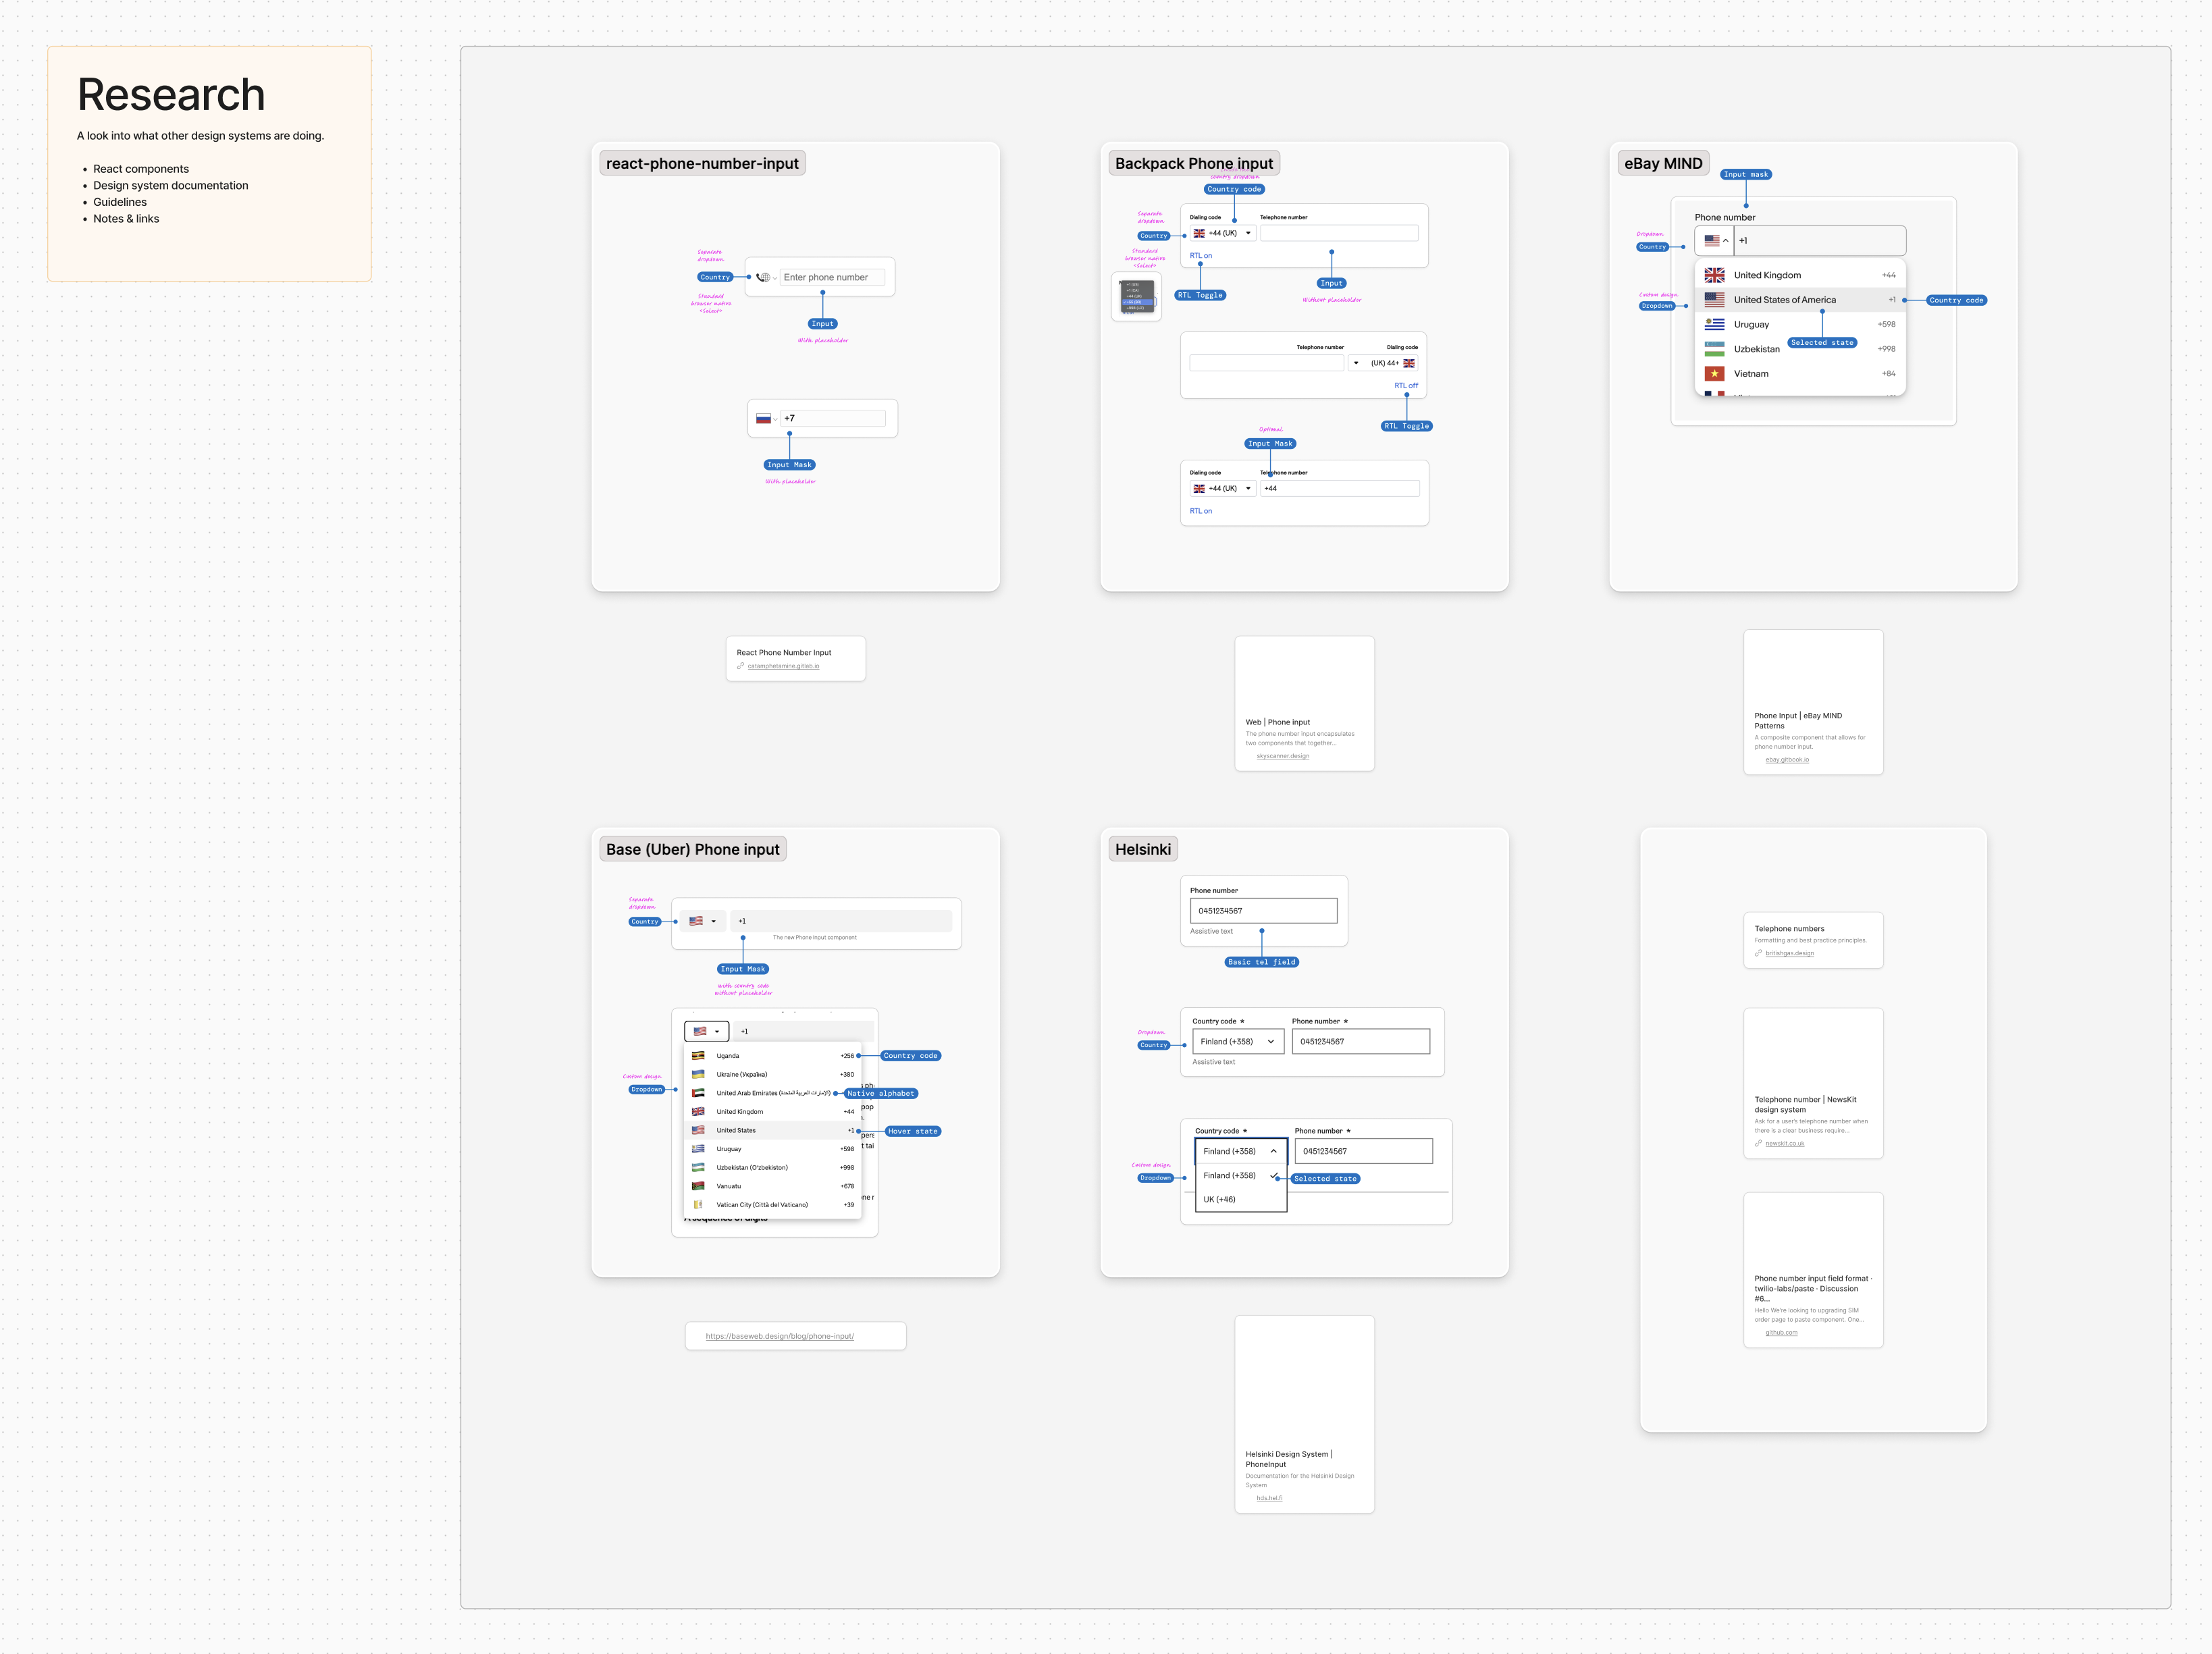 Research
A look into what other design systems are doing.
• React components
• Design system documentation
• Guidelines
• Notes & links
react-phone-number-input
Separate
dropdown.
Country
Enter phone number
Standard
browser native
<Select>
Input
With placeholder
+7
Input Mask
With placeholder
React Phone Number Input
catamphetamine.gitlab.io
Backpack Phone input
country dropdown.
Country code
Separate
dropdown.
Country
Dialing code
Telephone number
+44 (UK)
RTL on
Standard
browser native
<Select>
RTL Toggle
Input
Without placeholder
Telephone number
Dialing code
(UK) 44+
RTL off
RTL Toggle
Optional.
Input Mask
Dialing code
Telephone number
+44 (UK)
+44
RTL on
Web | Phone input
The phone number input encapsulates
two components that together...
skyscanner.design
eBay MIND
Input mask
Phone number
Dropdown.
Country
+1
United Kingdom +44
Custom design.
Dropdown
United States of America +1
Country code
Uruguay +598
Selected state
Uzbekistan +998
Vietnam +84
Phone Input | eBay MIND
Patterns
A composite component that allows for
phone number input.
ebay.gitbook.io
Base (Uber) Phone input
Separate
dropdown.
Country
+1
The new Phone Input component
Input Mask
with country code
without placeholder
+1
Uganda +256
Country code
Ukraine (Україна) +380
Custom design.
Dropdown
United Arab Emirates (الإمارات العربية المتحدة)
Native alphabet
United Kingdom +44
United States +1
Hover state
Uruguay +598
Uzbekistan (Oʻzbekiston) +998
Vanuatu +678
Vatican City (Città del Vaticano) +39
A sequence of digits
https://baseweb.design/blog/phone-input/
Helsinki
Phone number
0451234567
Assistive text
Basic tel field
Dropdown.
Country
Country code *
Phone number *
Finland (+358)
0451234567
Assistive text
Country code *
Phone number *
Finland (+358)
0451234567
Custom design.
Dropdown
Finland (+358)
Selected state
UK (+46)
Helsinki Design System |
PhoneInput
Documentation for the Helsinki Design
System
hds.hel.fi
Telephone numbers
Formatting and best practice principles.
britishgas.design
Telephone number | NewsKit
design system
Ask for a user's telephone number when
there is a clear business require...
newskit.co.uk
Phone number input field format ·
twilio-labs/paste · Discussion
#6...
Hello We're looking to upgrading SIM
order page to paste component. One...
github.com